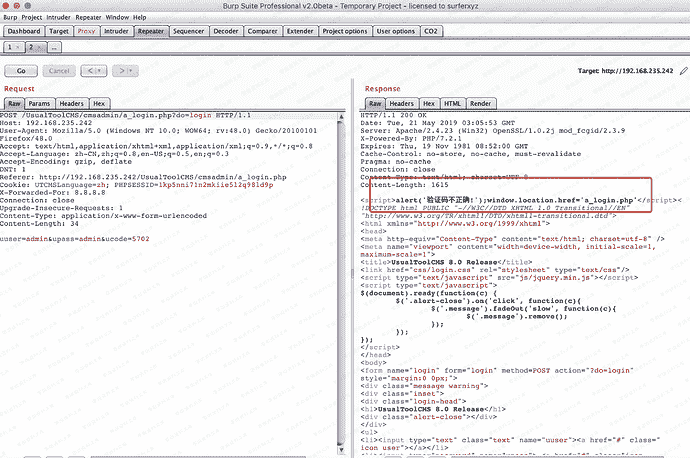 Burp Suite Professional v2.0beta - Temporary Project - licensed to surferxyz
Burp Project Intruder Repeater Window Help
Dashboard Target Proxy Intruder Repeater Sequencer Decoder Comparer Extender Project options User options CO2
1 × 2 × ...
Go Cancel < > Target: http://192.168.235.242
Request
Raw Params Headers Hex
POST /UsualToolCMS/cmsadmin/a_login.php?do=login HTTP/1.1
Host: 192.168.235.242
User-Agent: Mozilla/5.0 (Windows NT 10.0; WOW64; rv:48.0) Gecko/20100101
Firefox/48.0
Accept: text/html,application/xhtml+xml,application/xml;q=0.9,*/*;q=0.8
Accept-Language: zh-CN,zh;q=0.8,en-US;q=0.5,en;q=0.3
Accept-Encoding: gzip, deflate
DNT: 1
Referer: http://192.168.235.242/UsualToolCMS/cmsadmin/a_login.php
Cookie: UTCMSLanguage=zh; PHPSESSID=1kp5nni71n2mkiie512q981d9p
X-Forwarded-For: 8.8.8.8
Connection: close
Upgrade-Insecure-Requests: 1
Content-Type: application/x-www-form-urlencoded
Content-Length: 34
uuser=admin&upass=admin&ucode=5702
Response
Raw Headers Hex HTML Render
HTTP/1.1 200 OK
Date: Tue, 21 May 2019 03:05:53 GMT
Server: Apache/2.4.23 (Win32) OpenSSL/1.0.2j mod_fcgid/2.3.9
X-Powered-By: PHP/7.2.1
Expires: Thu, 19 Nov 1981 08:52:00 GMT
Cache-Control: no-store, no-cache, must-revalidate
Pragma: no-cache
Connection: close
Content-Type: text/html; charset=UTF-8
Content-Length: 1615
<script>alert('验证码不正确!');window.location.href='a_login.php'</script><
!DOCTYPE html PUBLIC "-//W3C//DTD XHTML 1.0 Transitional//EN"
"http://www.w3.org/TR/xhtml1/DTD/xhtml1-transitional.dtd">
<html xmlns="http://www.w3.org/1999/xhtml">
<head>
<meta http-equiv="Content-Type" content="text/html; charset=utf-8" />
<meta name="viewport" content="width=device-width, initial-scale=1,
maximum-scale=1">
<title>UsualToolCMS 8.0 Release</title>
<link href="css/login.css" rel="stylesheet" type="text/css"/>
<script type="text/javascript" src="js/jquery.min.js"></script>
<script type="text/javascript">
$(document).ready(function(c) {
$('.alert-close').on('click', function(c){
$('.message').fadeOut('slow', function(c){
$('.message').remove();
});
});
});
</script>
</head>
<body>
<form name="login" form="login" method=POST action="?do=login"
style="margin:0 0px;">
<div class="message warning">
<div class="inset">
<div class="login-head">
<h1>UsualToolCMS 8.0 Release</h1>
<div class="alert-close"></div>
</div>
<ul>
<li><input type="text" class="text" name="uuser"><a href="#" class="
icon user"></a></li>